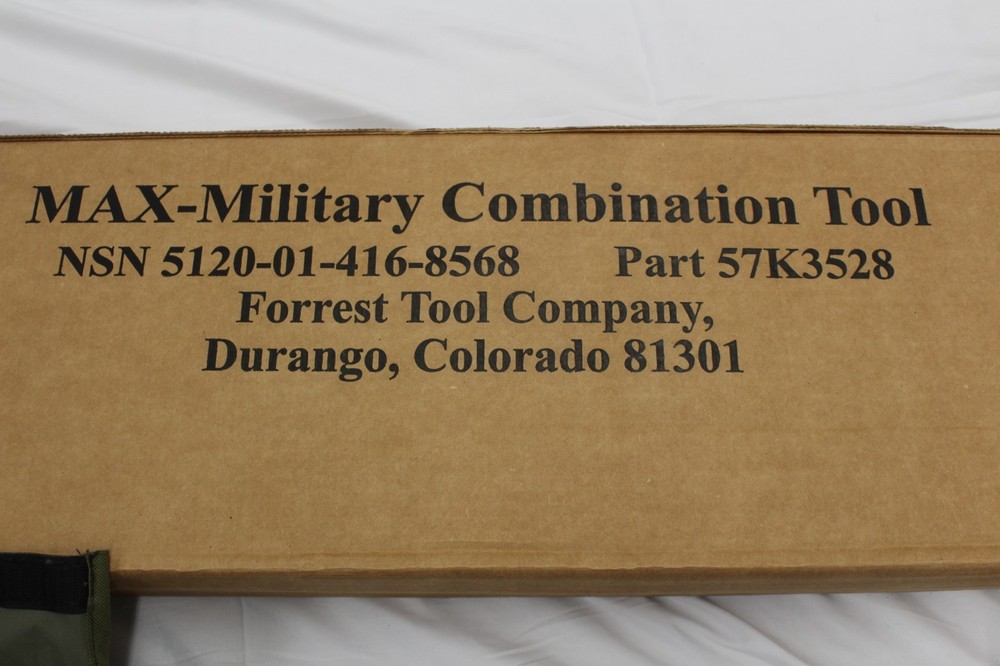 MAX-Military Combination Tool
NSN 5120-01-416-8568 Part 57K3528
Forrest Tool Company,
Durango, Colorado 81301